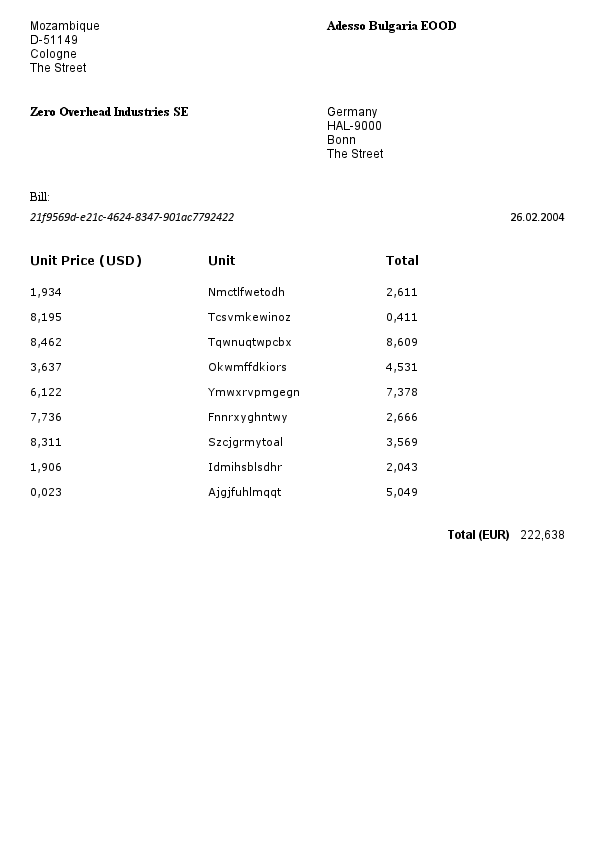 Mozambique
D-51149
Cologne
The Street
Adesso Bulgaria EOOD
Zero Overhead Industries SE
Germany
HAL-9000
Bonn
The Street
Bill:
21f9569d-e21c-4624-8347-901ac7792422 26.02.2004
Unit Price (USD) Unit Total
1,934 Nmctlfwetodh 2,611
8,195 Tcsvmkewinoz 0,411
8,462 Tqwnuqtwpcbx 8,609
3,637 Okwmffdkiors 4,531
6,122 Ymwxrvpmgegn 7,378
7,736 Fnnrxyghntwy 2,666
8,311 Szcjgrmytoal 3,569
1,906 Idmihsblsdhr 2,043
0,023 Ajgjfuhlmqqt 5,049
Total (EUR) 222,638